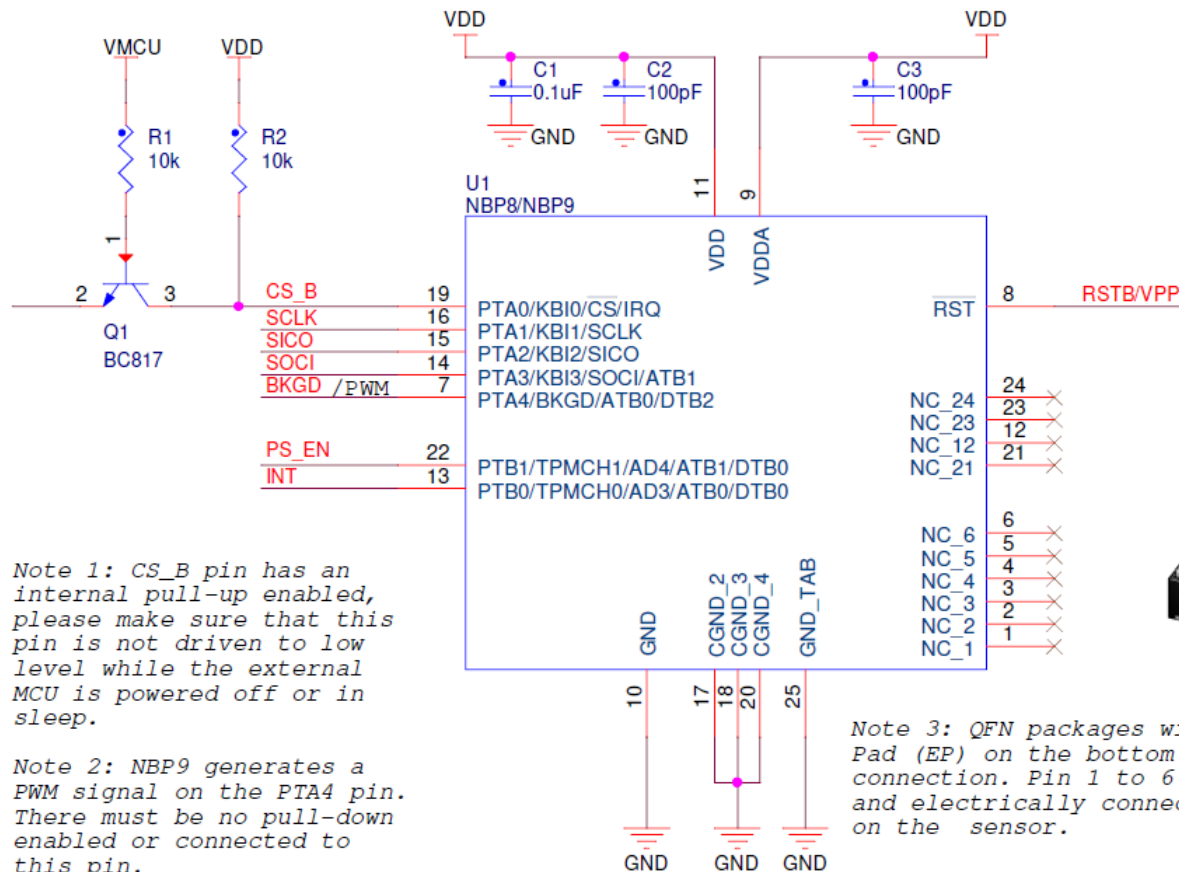 VDD
VDD
VMCU
VDD
C1
0.1uF
C2
100pF
C3
100pF
GND
GND
GND
R1
10k
R2
10k
U1
NBP8/NBP9
11
9
VDD
VDDA
1
2
3
Q1
BC817
CS_B
19
PTA0/KBI0/CS/IRQ
SCLK
16
PTA1/KBI1/SCLK
SICO
15
PTA2/KBI2/SICO
SOCI
14
PTA3/KBI3/SOCI/ATB1
BKGD /PWM
7
PTA4/BKGD/ATB0/DTB2
PS_EN
22
PTB1/TPMCH1/AD4/ATB1/DTB0
INT
13
PTB0/TPMCH0/AD3/ATB0/DTB0
RST
8
RSTB/VPP
NC_24
24
NC_23
23
NC_12
12
NC_21
21
NC_6
6
NC_5
5
NC_4
4
NC_3
3
NC_2
2
NC_1
1
GND
CGND_2
CGND_3
CGND_4
GND_TAB
10
17
18
20
25
GND
GND
GND
Note 1: CS_B pin has an
internal pull-up enabled,
please make sure that this
pin is not driven to low
level while the external
MCU is powered off or in
sleep.
Note 2: NBP9 generates a
PWM signal on the PTA4 pin.
There must be no pull-down
enabled or connected to
this pin.
Note 3: QFN packages wi
Pad (EP) on the bottom
connection. Pin 1 to 6
and electrically connec
on the sensor.